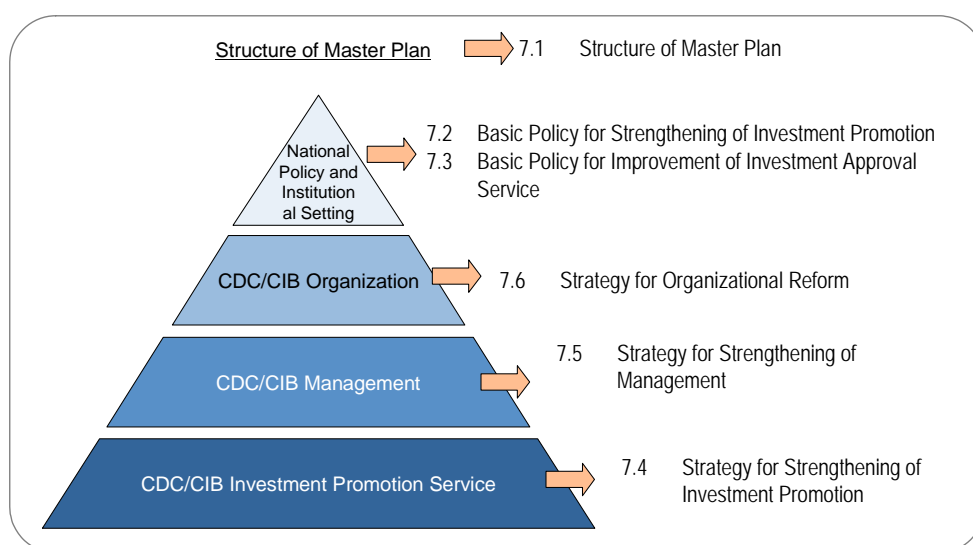 Structure of Master Plan 7.1 Structure of Master Plan
National
Policy and
Institution
al Setting
7.2 Basic Policy for Strengthening of Investment Promotion
7.3 Basic Policy for Improvement of Investment Approval
Service
CDC/CIB Organization
7.6 Strategy for Organizational Reform
CDC/CIB Management
7.5 Strategy for Strengthening of
Management
CDC/CIB Investment Promotion Service
7.4 Strategy for Strengthening of
Investment Promotion